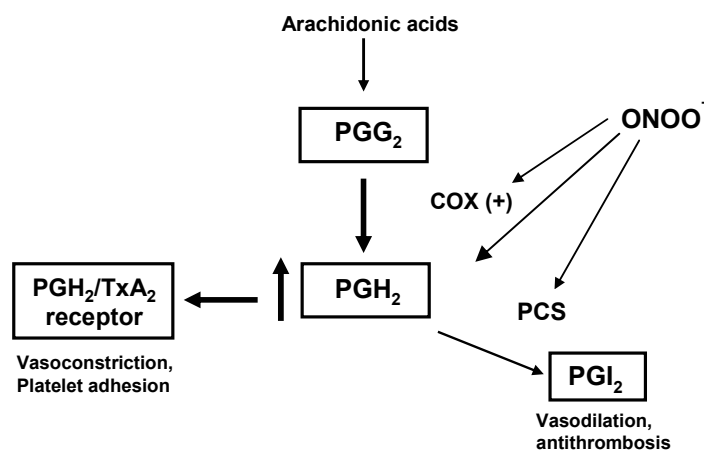 Arachidonic acids
PGG₂
ONOO⁻
COX (+)
PGH₂
PGH₂/TxA₂
receptor
Vasoconstriction,
Platelet adhesion
PCS
PGI₂
Vasodilation,
antithrombosis